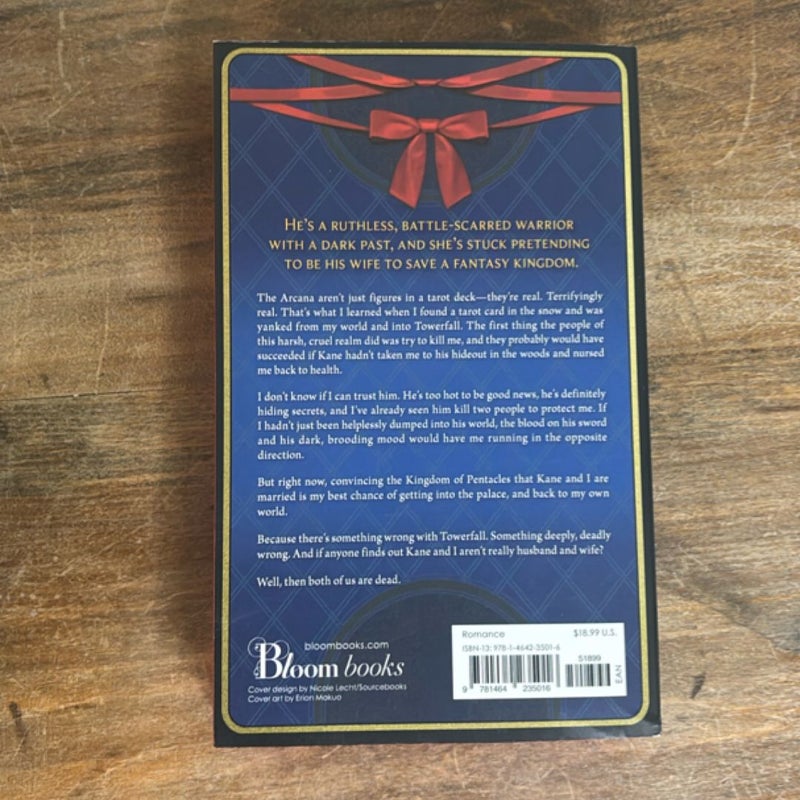 HE'S A RUTHLESS, BATTLE-SCARRED WARRIOR
WITH A DARK PAST, AND SHE'S STUCK PRETENDING
TO BE HIS WIFE TO SAVE A FANTASY KINGDOM.
The Arcana aren't just figures in a tarot deck—they're real. Terrifyingly
real. That's what I learned when I found a tarot card in the snow and was
yanked from my world and into Towerfall. The first thing the people of
this harsh, cruel realm did was try to kill me, and they probably would have
succeeded if Kane hadn't taken me to his hideout in the woods and nursed
me back to health.
I don't know if I can trust him. He's too hot to be good news, he's definitely
hiding secrets, and I've already seen him kill two people to protect me. If
I hadn't just been helplessly dumped into his world, the blood on his sword
and his dark, brooding mood would have me running in the opposite
direction.
But right now, convincing the Kingdom of Pentacles that Kane and I are
married is my best chance of getting into the palace, and back to my own
world.
Because there's something wrong with Towerfall. Something deeply, deadly
wrong. And if anyone finds out Kane and I aren't really husband and wife?
Well, then both of us are dead.
bloombooks.com
Bloom books
Cover design by Nicole Lecht/Sourcebooks
Cover art by Erion Makuo
Romance $18.99 U.S.
ISBN-13: 978-1-4642-3501-6
51899
EAN
9 781464 235016